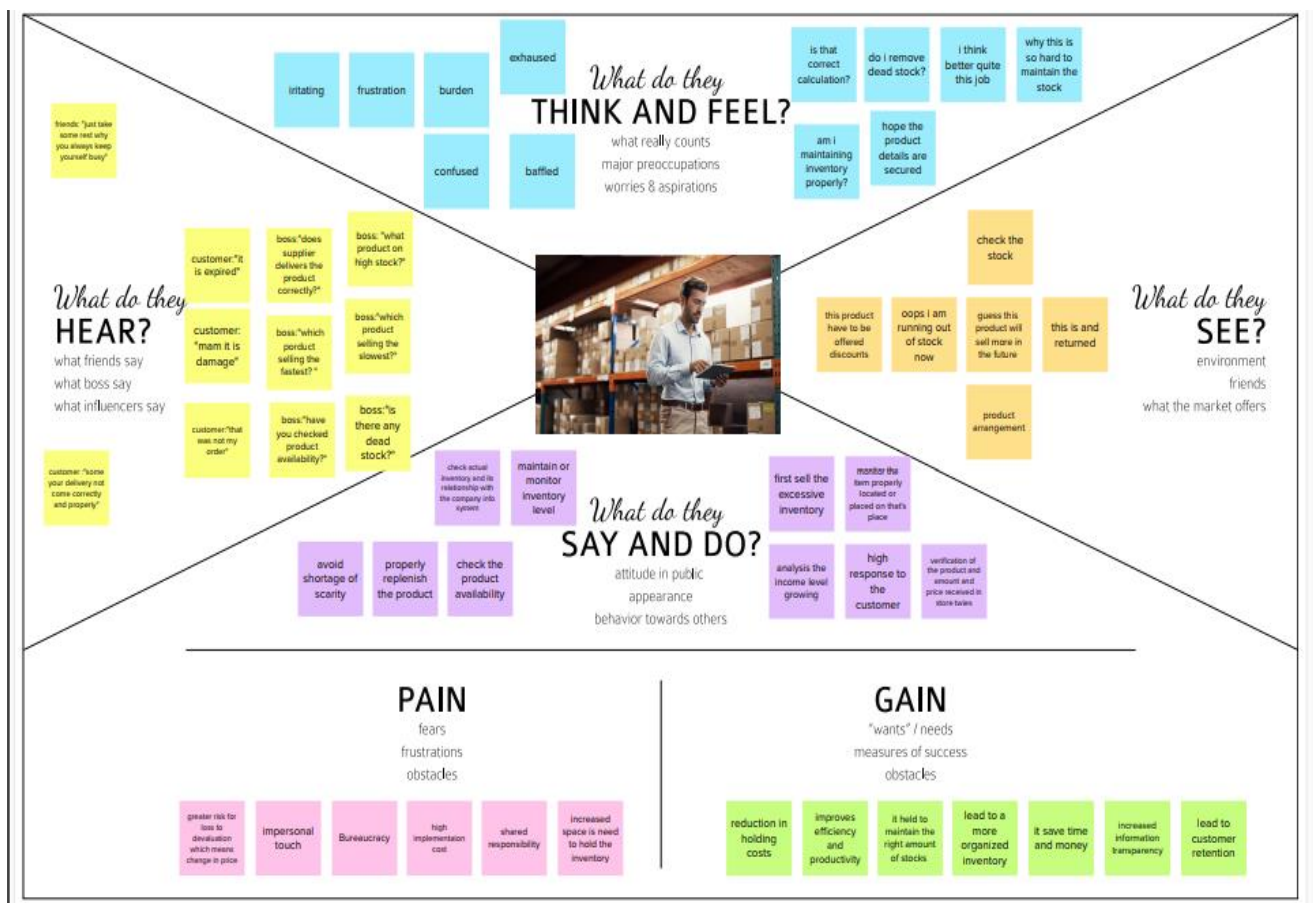 What do they
THINK AND FEEL?
what really counts
major preoccupations
worries & aspirations
exhaused
iritating
frustration
burden
confused
baffled
is that
correct
calculation?
do i remove
dead stock?
i think
better quite
this job
why this is
so hard to
maintain the
stock
am i
maintaining
inventory
properly?
hope the
product
details are
secured
What do they
HEAR?
what friends say
what boss say
what influencers say
friends: "just take
some rest why
you always keep
yourself busy"
customer:"it
is expired"
boss:"does
supplier
delivers the
product
correctly?"
boss: "what
product on
high stock?"
customer:
"mam it is
damage"
boss:"which
porduct
selling the
fastest? "
boss:"which
product
selling the
slowest?"
customer:"that
was not my
order"
boss:"have
you checked
product
availability?"
boss:"is
there any
dead
stock?"
customer :"some
your delivery not
come correctly
and properly"
What do they
SEE?
environment
friends
what the market offers
check the
stock
this product
have to be
offered
discounts
oops i am
running out
of stock
now
guess this
product will
sell more in
the future
this is and
returned
product
arrangement
What do they
SAY AND DO?
attitude in public
appearance
behavior towards others
check actual
inventory and its
relationship with
the company info
system
maintain or
monitor
inventory
level
avoid
shortage of
scarity
properly
replenish
the product
check the
product
availability
first sell the
excessive
inventory
monitor the
item properly
located or
placed on that's
place
analysis the
income level
growing
high
response to
the
customer
verification of
the product and
amount and
price received in
store twies
PAIN
fears
frustrations
obstacles
greater risk for
loss to
devaluation
which means
change in price
impersonal
touch
Bureaucracy
high
implementaion
cost
shared
responsibility
increased
space is need
to hold the
inventory
GAIN
"wants" / needs
measures of success
obstacles
reduction in
holding
costs
improves
efficiency
and
productivity
it held to
maintain the
right amount
of stocks
lead to a
more
organized
inventory
it save time
and money
increased
information
transparency
lead to
customer
retention